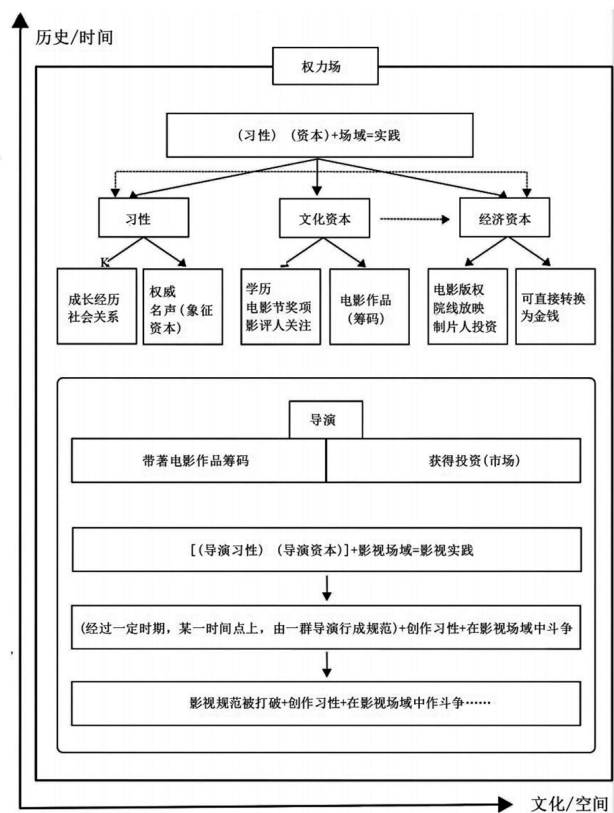 历史/时间
权力场
(习性) (资本)+场域=实践
习性
文化资本
经济资本
K
成长经历
社会关系
权威
名声(象征
资本)
学历
电影节奖项
影评人关注
电影作品
(筹码)
电影版权
院线放映
制片人投资
可直接转换
为金钱
导演
带著电影作品筹码
获得投资(市场)
[(导演习性) (导演资本)]+影视场域=影视实践
(经过一定时期，某一时间点上，由一群导演行成规范)+创作习性+在影视场域中斗争
影视规范被打破+创作习性+在影视场域中作斗争……
文化/空间